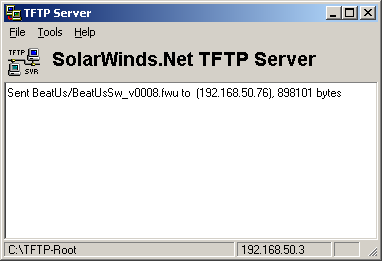 TFTP Server
File Tools Help
TFTP
SVR
SolarWinds.Net TFTP Server
Sent BeatUs/BeatUsSw_v0008.fwu to (192.168.50.76), 898101 bytes
C:\TFTP-Root 192.168.50.3